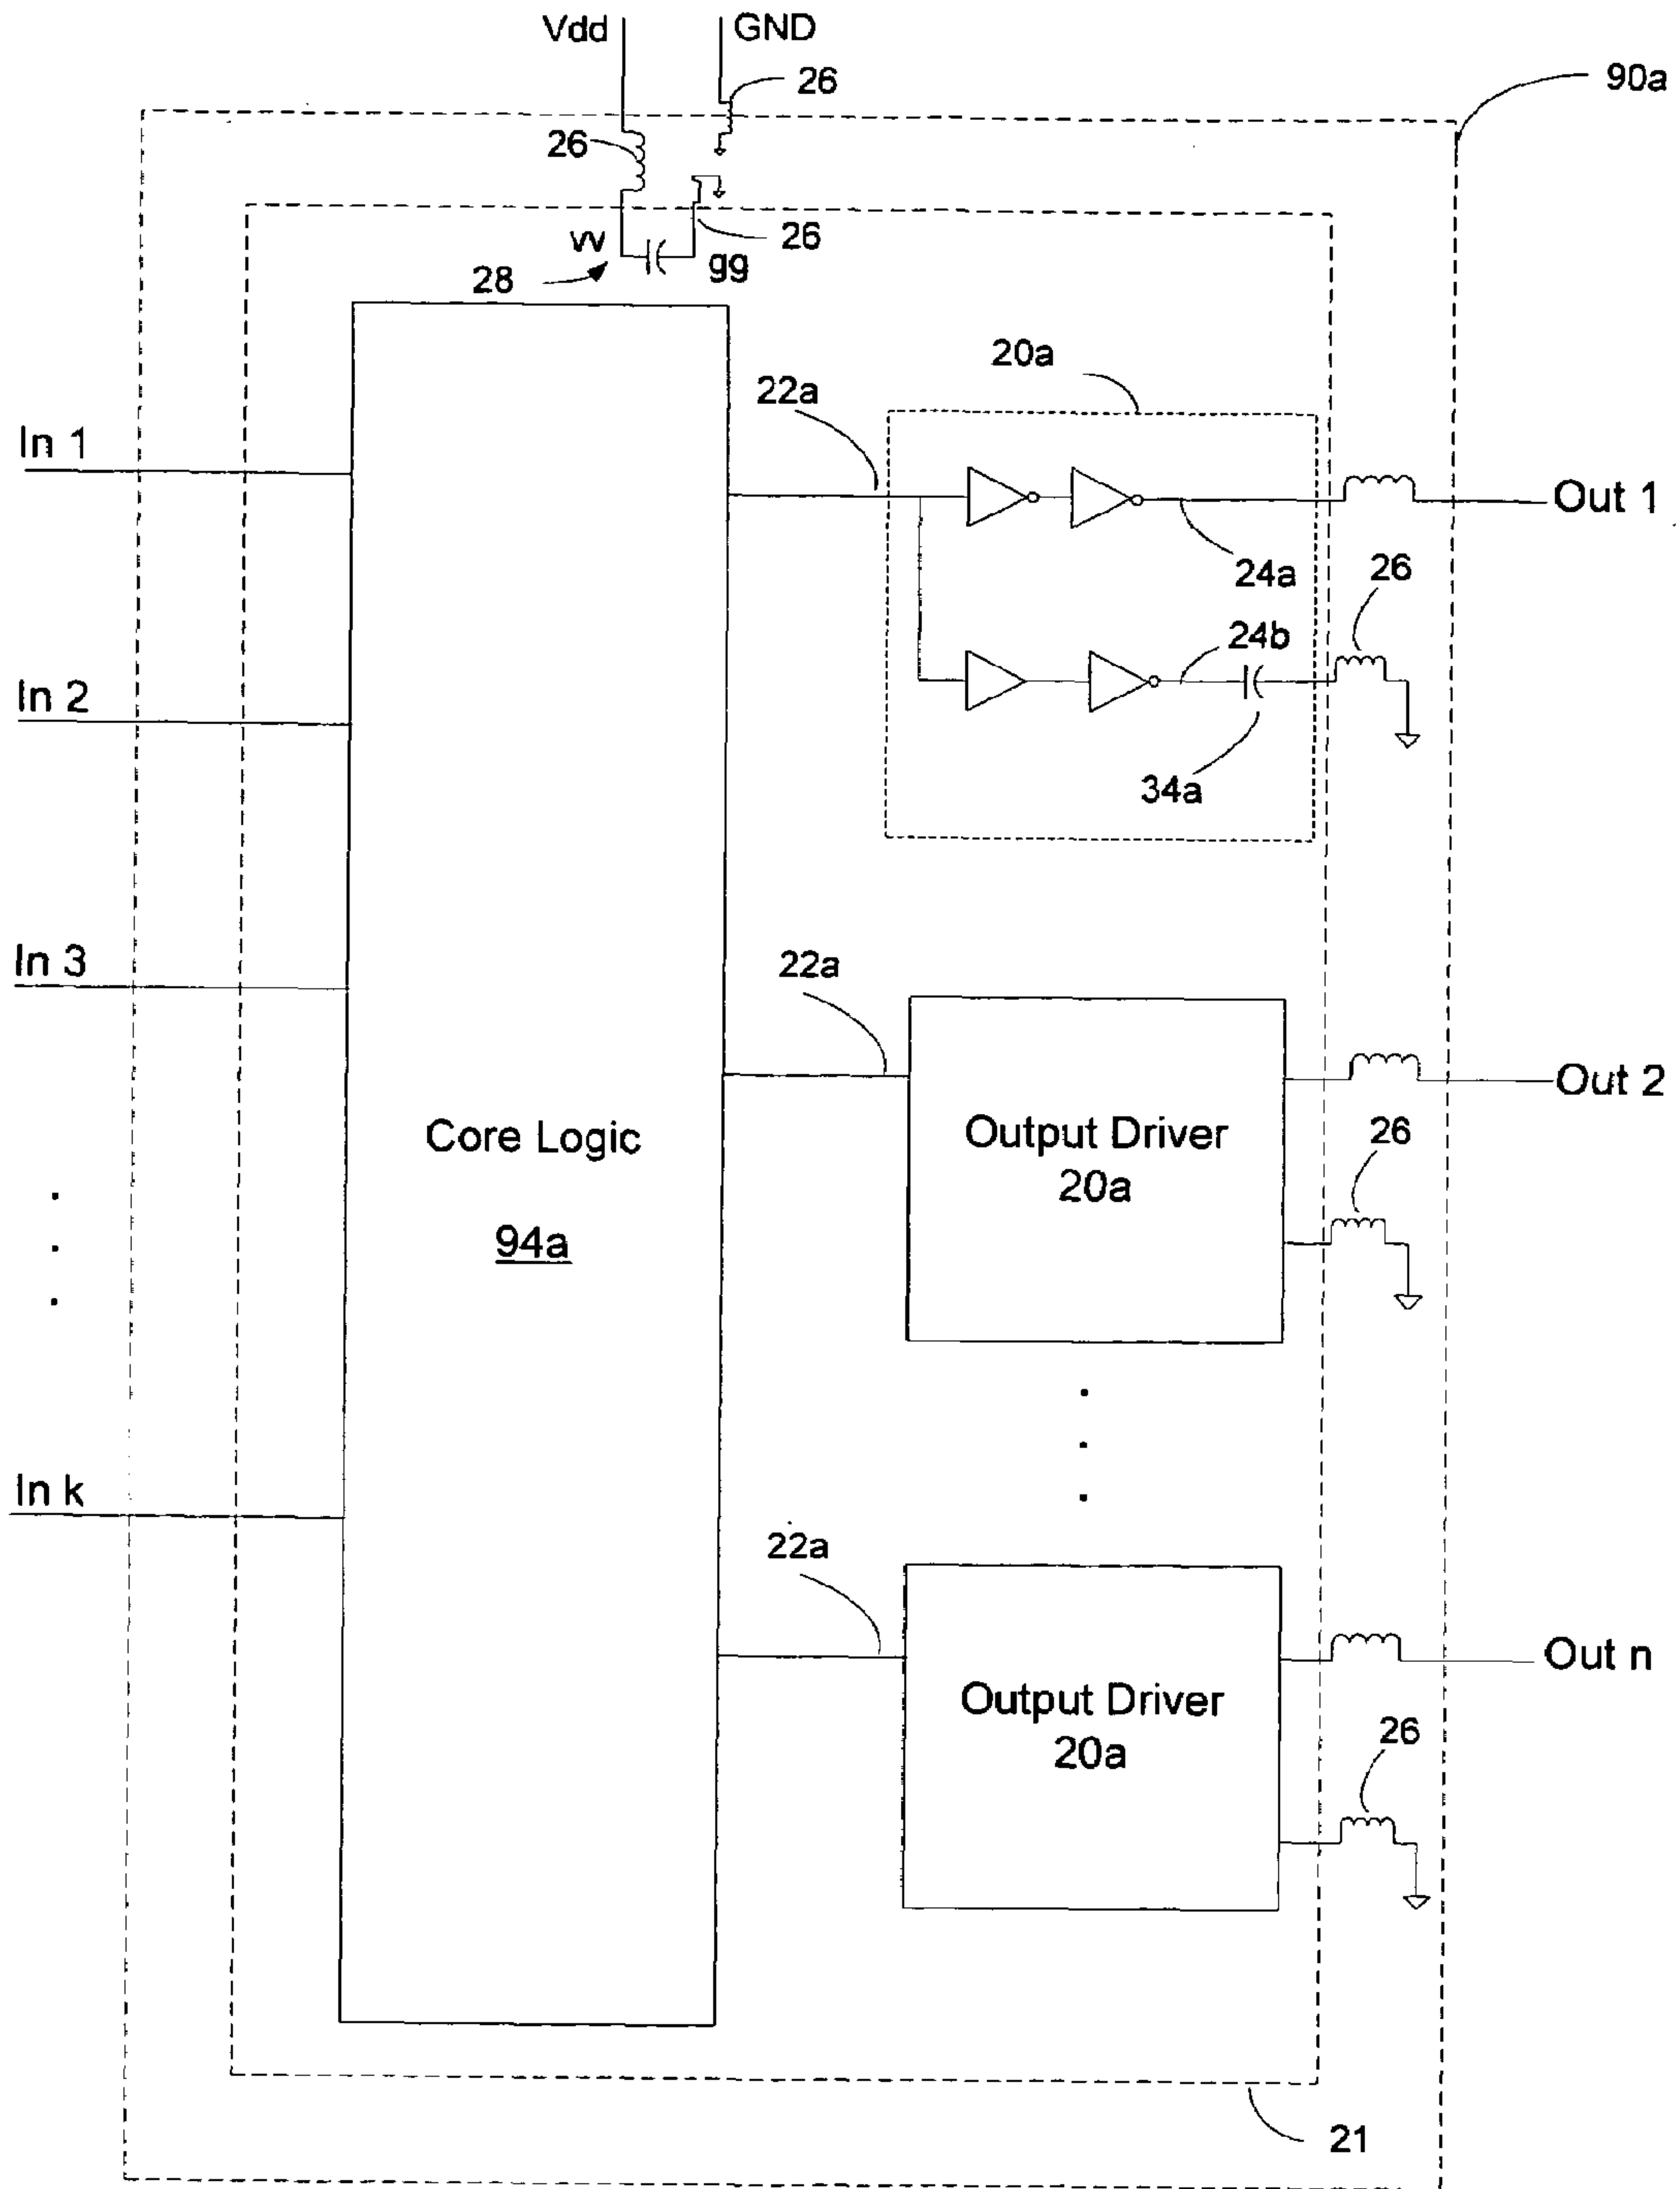 Vdd
GND
26
90a
26
26
vv
gg
28
20a
22a
In 1
Out 1
24a
26
24b
In 2
34a
In 3
22a
Out 2
Core Logic
94a
Output Driver
20a
26
In k
22a
Out n
Output Driver
20a
26
21